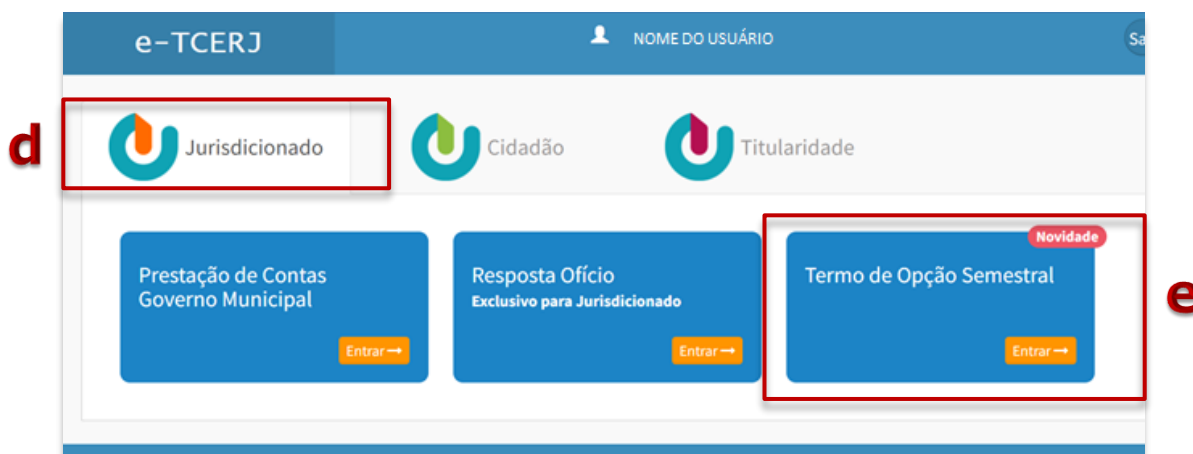 e-TCERJ
NOME DO USUÁRIO
Sa
d
Jurisdicionado
Cidadão
Titularidade
Novidade
Prestação de Contas
Governo Municipal
Entrar→
Resposta Ofício
Exclusivo para Jurisdicionado
Entrar→
Termo de Opção Semestral
Entrar→
e